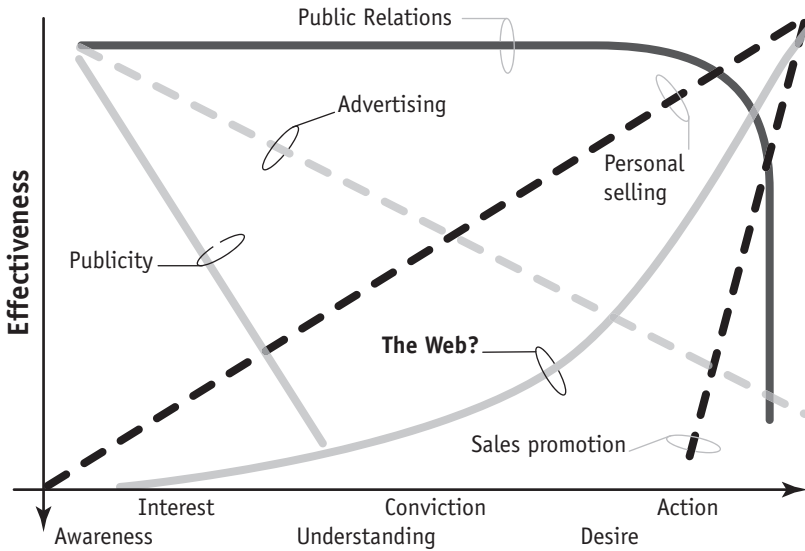 Public Relations
Advertising
Personal
selling
Publicity
Effectiveness
The Web?
Sales promotion
Interest
Conviction
Action
Awareness
Understanding
Desire